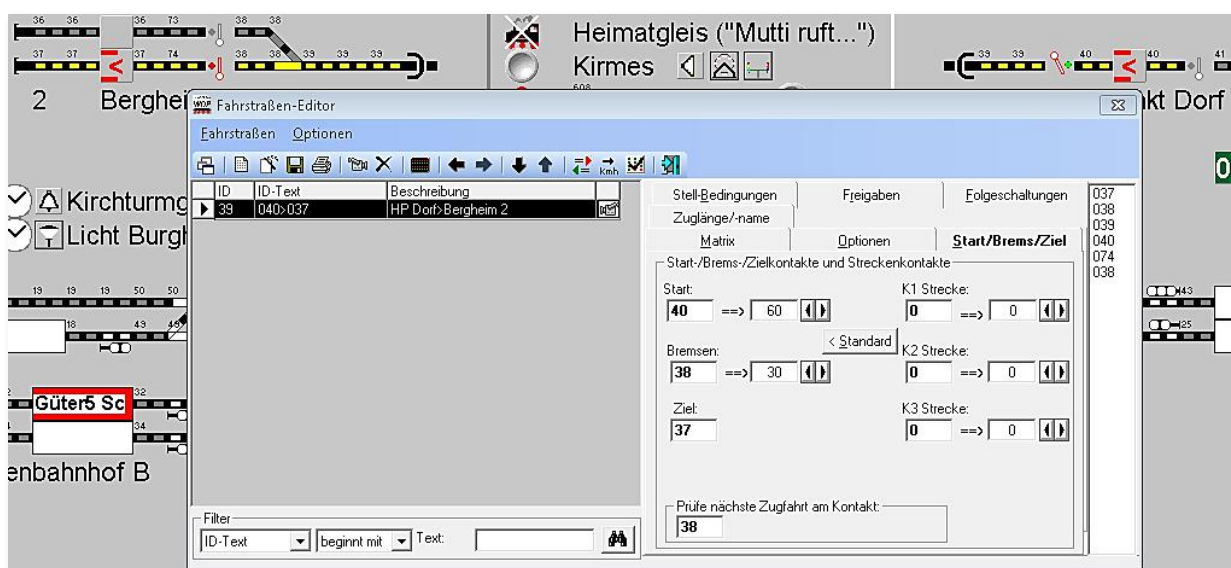 36 36 36 73 38 38
Heimatgleis ("Mutti ruft...")
37 37 37 74 38 38 38 39 39 39
Kirmes
39 39 40 40 41
2 Berghei
608
kt Dorf
Fahrstraßen-Editor
Fahrstraßen Optionen
Kmh
0
ID ID-Text Beschreibung
39 040>037 HP Dorf>Bergheim 2
Stell-Bedingungen Freigaben Folgeschaltungen
Zuglänge/-name
Matrix Optionen Start/Brems/Ziel
037
038
039
040
074
038
Kirchturmg
Licht Burgh
Start-/Brems-/Zielkontakte und Streckenkontakte
Start: K1 Strecke:
40 ==> 60 0 ==> 0
< Standard
Bremsen: K2 Strecke:
38 ==> 30 0 ==> 0
Ziel: K3 Strecke:
37 0 ==> 0
19 19 19 50 50
18 49 49
43
25
32
Güter5 Sc
34
enbahnhof B
Prüfe nächste Zugfahrt am Kontakt:
38
Filter
ID-Text beginnt mit Text: